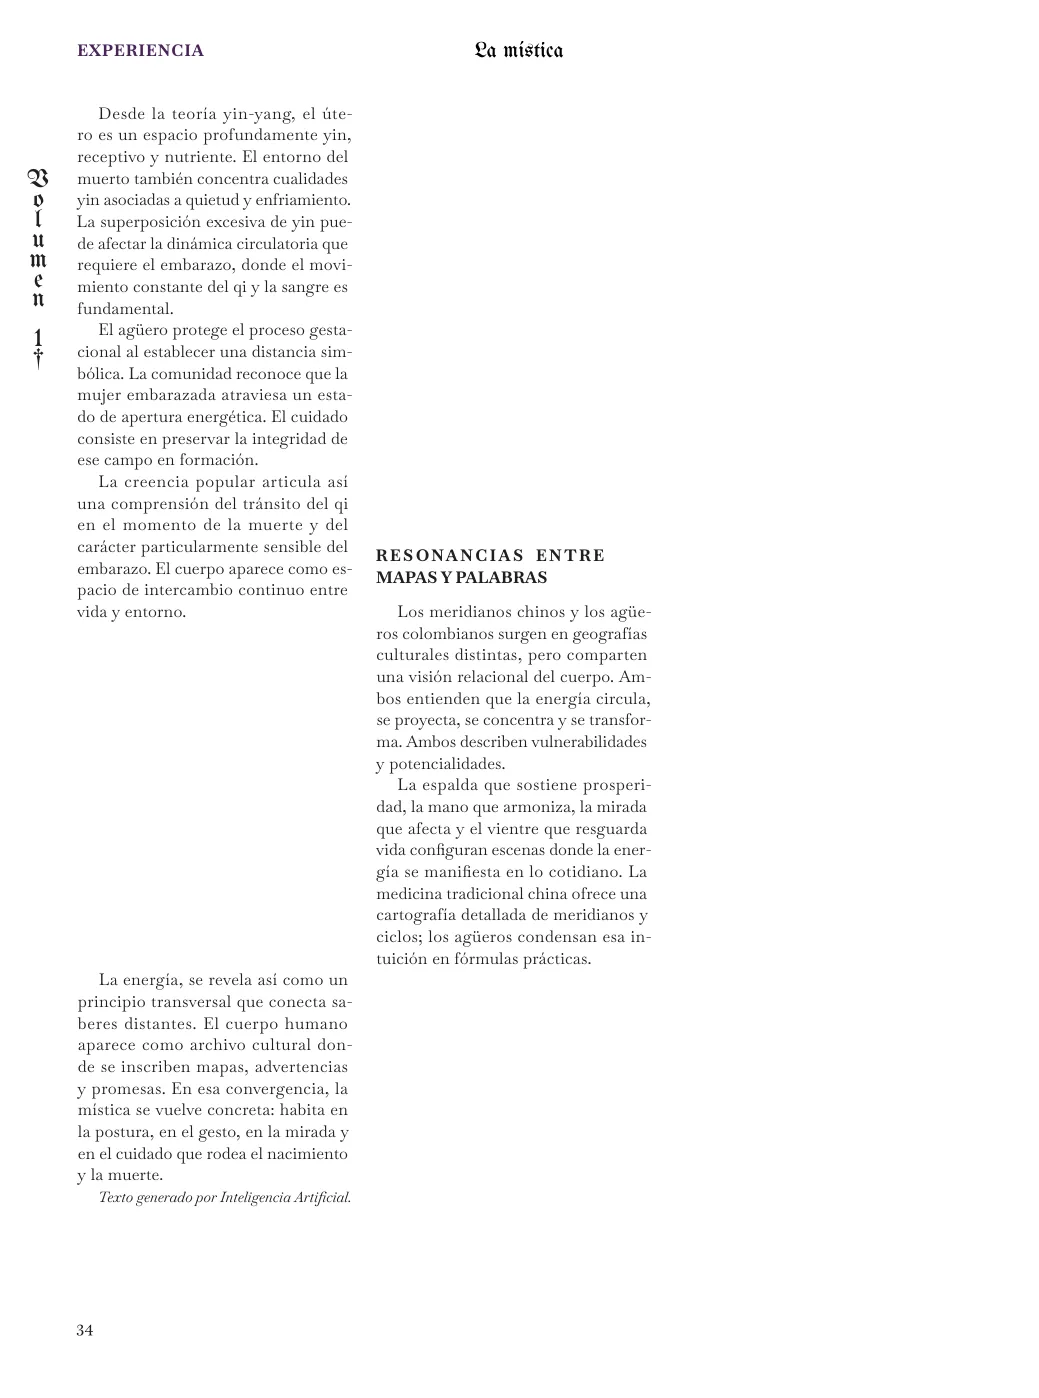 EXPERIENCIA
La mística
Volumen 1†
Desde la teoría yin-yang, el úte-
ro es un espacio profundamente yin,
receptivo y nutriente. El entorno del
muerto también concentra cualidades
yin asociadas a quietud y enfriamiento.
La superposición excesiva de yin pue-
de afectar la dinámica circulatoria que
requiere el embarazo, donde el movi-
miento constante del qi y la sangre es
fundamental.
El agüero protege el proceso gesta-
cional al establecer una distancia sim-
bólica. La comunidad reconoce que la
mujer embarazada atraviesa un esta-
do de apertura energética. El cuidado
consiste en preservar la integridad de
ese campo en formación.
La creencia popular articula así
una comprensión del tránsito del qi
en el momento de la muerte y del
carácter particularmente sensible del
embarazo. El cuerpo aparece como es-
pacio de intercambio continuo entre
vida y entorno.
RESONANCIAS ENTRE
MAPAS Y PALABRAS
Los meridianos chinos y los agüe-
ros colombianos surgen en geografías
culturales distintas, pero comparten
una visión relacional del cuerpo. Am-
bos entienden que la energía circula,
se proyecta, se concentra y se transfor-
ma. Ambos describen vulnerabilidades
y potencialidades.
La espalda que sostiene prosperi-
dad, la mano que armoniza, la mirada
que afecta y el vientre que resguarda
vida configuran escenas donde la ener-
gía se manifiesta en lo cotidiano. La
medicina tradicional china ofrece una
cartografía detallada de meridianos y
ciclos; los agüeros condensan esa in-
tuición en fórmulas prácticas.
La energía, se revela así como un
principio transversal que conecta sa-
beres distantes. El cuerpo humano
aparece como archivo cultural don-
de se inscriben mapas, advertencias
y promesas. En esa convergencia, la
mística se vuelve concreta: habita en
la postura, en el gesto, en la mirada y
en el cuidado que rodea el nacimiento
y la muerte.
Texto generado por Inteligencia Artificial.
34